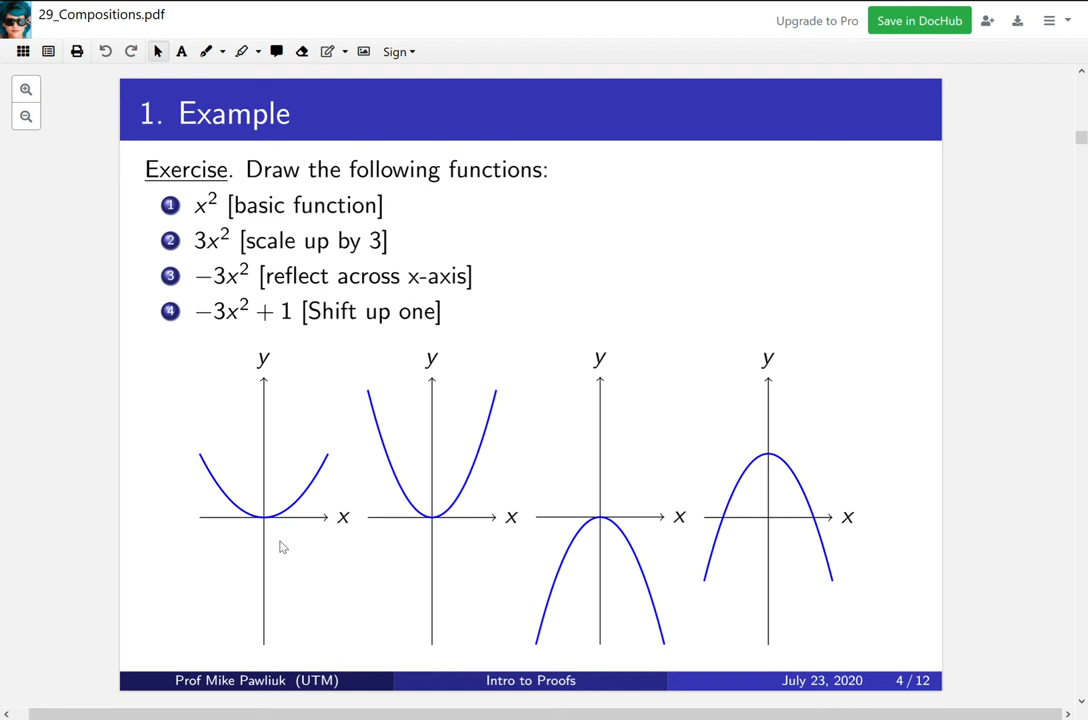 29_Compositions.pdf
Upgrade to Pro
Save in DocHub
A
Sign
1. Example
Exercise. Draw the following functions:
1 x² [basic function]
2 3x² [scale up by 3]
3 −3x² [reflect across x-axis]
4 −3x² + 1 [Shift up one]
y y y y
x x x x
Prof Mike Pawliuk (UTM) Intro to Proofs July 23, 2020 4 / 12